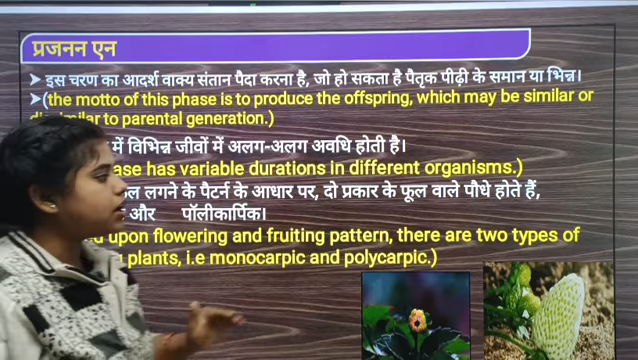 प्रजनन एन
➤ इस चरण का आदर्श वाक्य संतान पैदा करना है, जो हो सकता है पैतृक पीढ़ी के समान या भिन्न।
➤(the motto of this phase is to produce the offspring, which may be similar or
to parental generation.)
में विभिन्न जीवों में अलग-अलग अवधि होती है।
has variable durations in different organisms.)
लगने के पैटर्न के आधार पर, दो प्रकार के फूल वाले पौधे होते हैं,
और पॉलीकार्पिक।
upon flowering and fruiting pattern, there are two types of
plants, i.e monocarpic and polycarpic.)